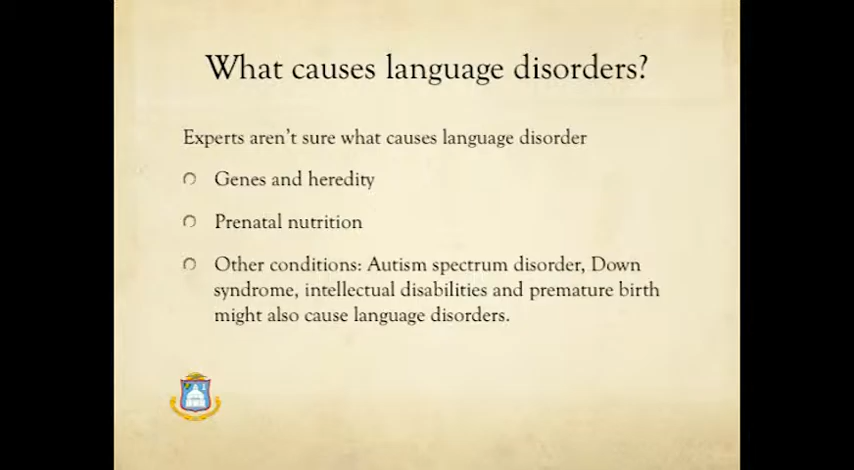 What causes language disorders?
Experts aren't sure what causes language disorder
Genes and heredity
Prenatal nutrition
Other conditions: Autism spectrum disorder, Down
syndrome, intellectual disabilities and premature birth
might also cause language disorders.